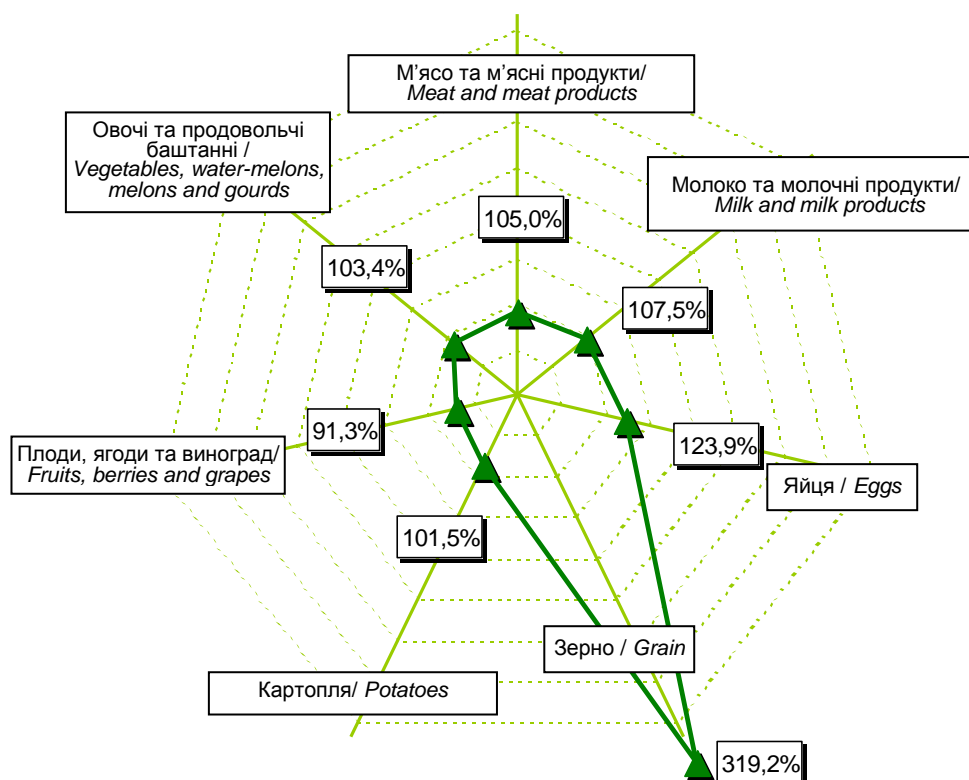 М’ясо та м’ясні продукти/
Meat and meat products
Овочі та продовольчі
баштанні /
Vegetables, water-melons,
melons and gourds
Молоко та молочні продукти/
Milk and milk products
105,0%
103,4%
107,5%
91,3%
123,9%
Плоди, ягоди та виноград/
Fruits, berries and grapes
Яйця / Eggs
101,5%
Зерно / Grain
Картопля/ Potatoes
319,2%